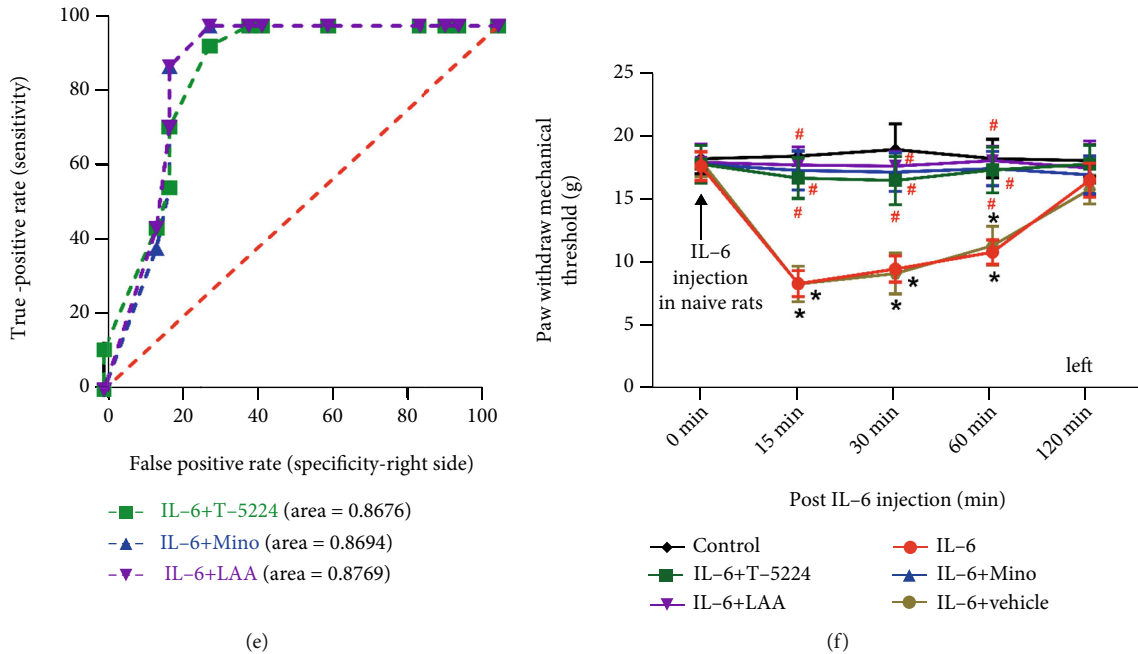 100
80
60
40
20
0
True-positive rate (sensitivity)
0 20 40 60 80 100
False positive rate (specificity-right side)
IL–6+T–5224 (area = 0.8676)
IL–6+Mino (area = 0.8694)
IL–6+LAA (area = 0.8769)
(e)
25
20
15
10
5
0
Paw withdraw mechanical
threshold (g)
# #
#
# # #
# # #
*
IL–6
injection
in naive rats
* *
* * *
left
0 min 15 min 30 min 60 min 120 min
Post IL–6 injection (min)
Control IL–6
IL–6+T–5224 IL–6+Mino
IL–6+LAA IL–6+vehicle
(f)